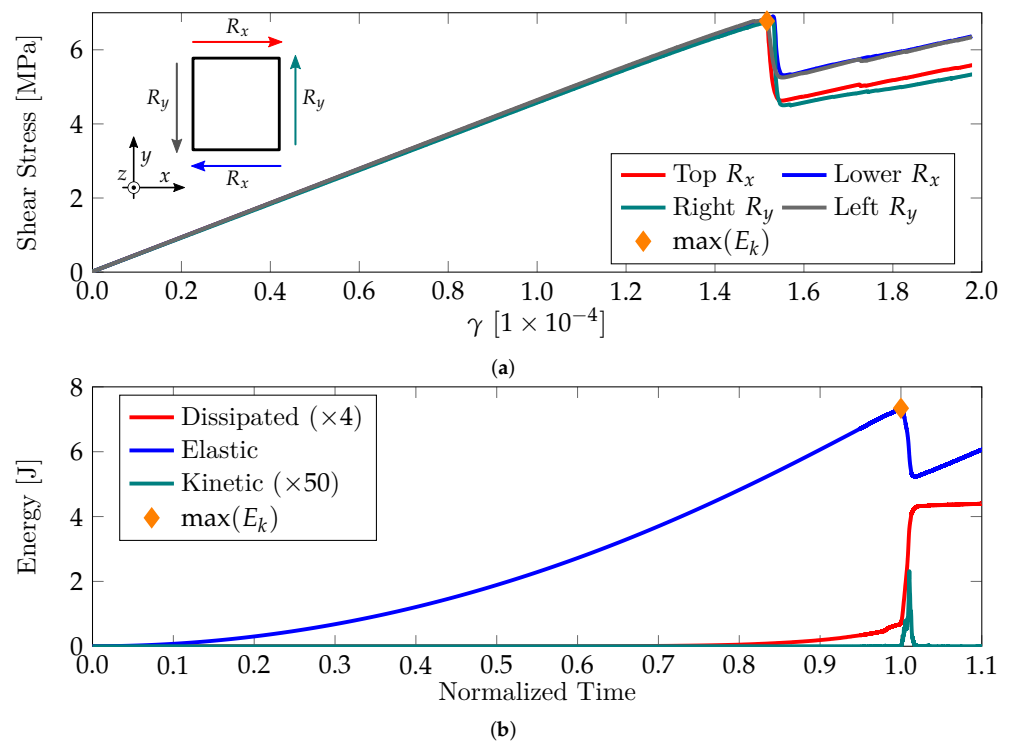 Shear Stress [MPa]
6
4
2
0
R_x
R_y
R_y
R_x
y
z
x
Top R_x
Lower R_x
Right R_y
Left R_y
max(E_k)
0.0 0.2 0.4 0.6 0.8 1.0 1.2 1.4 1.6 1.8 2.0
γ [1 × 10⁻⁴]
(a)
Energy [J]
8
6
4
2
0
Dissipated (×4)
Elastic
Kinetic (×50)
max(E_k)
0.0 0.1 0.2 0.3 0.4 0.5 0.6 0.7 0.8 0.9 1.0 1.1
Normalized Time
(b)